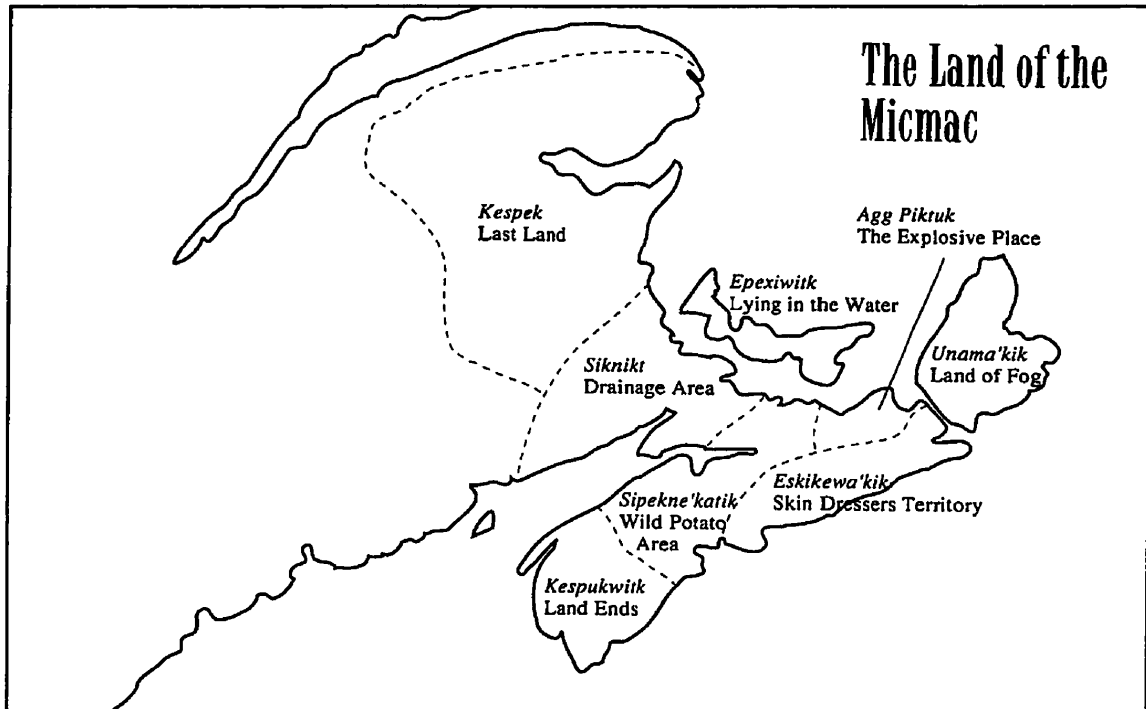 The Land of the
Micmac
Kespek
Last Land
Agg Piktuk
The Explosive Place
Epexiwitk
Lying in the Water
Unama'kik
Land of Fog
Siknikt
Drainage Area
Eskikewa'kik
Skin Dressers Territory
Sipekne'katik
Wild Potato
Area
Kespukwitk
Land Ends